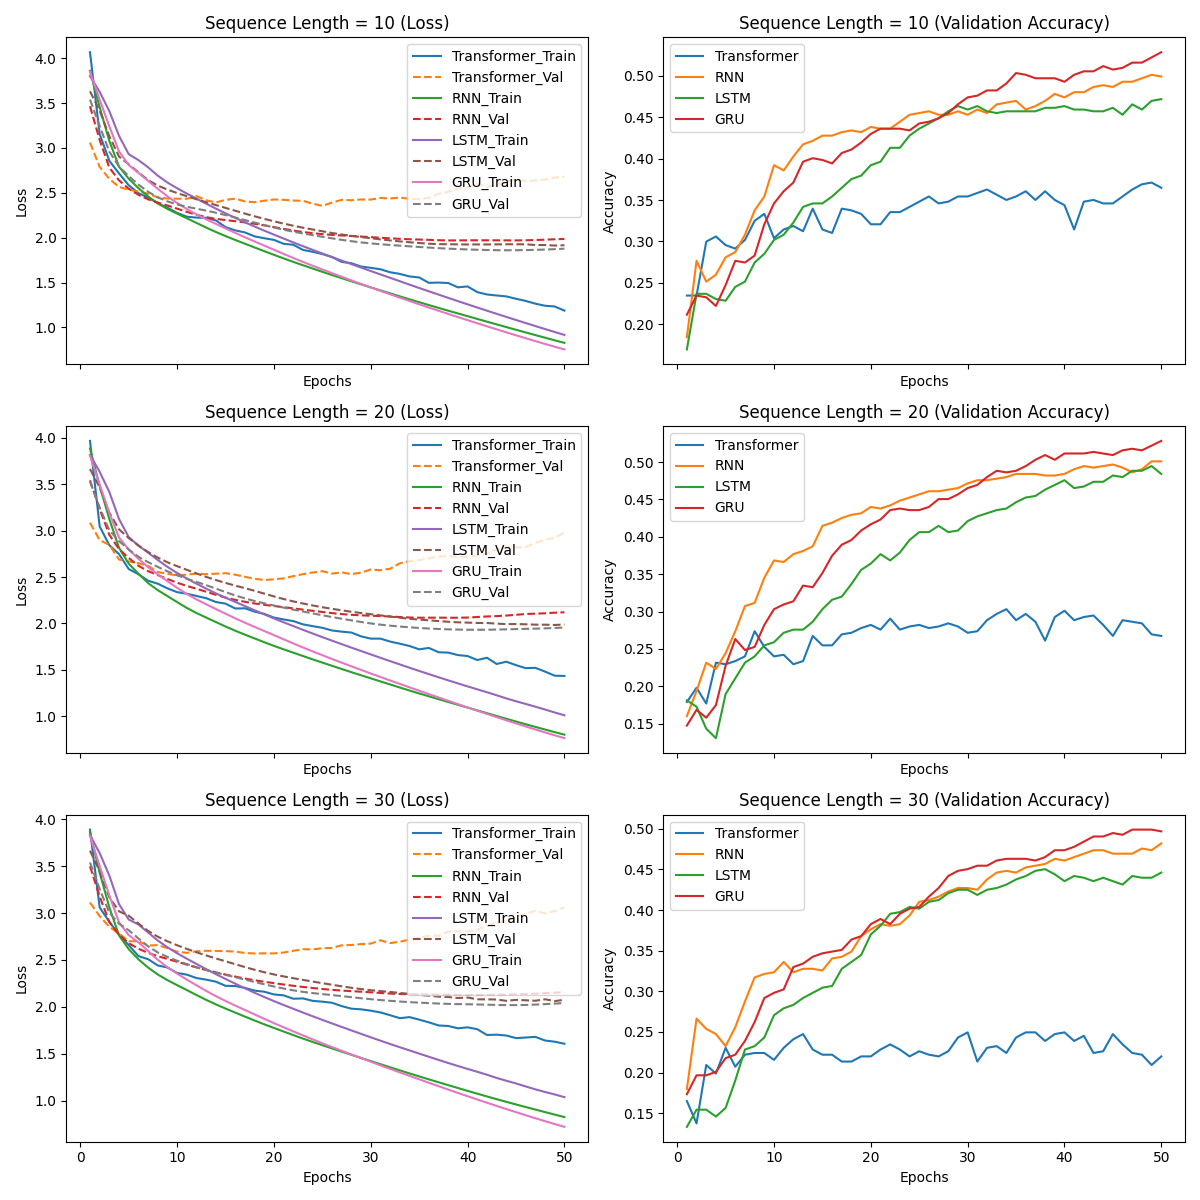 Sequence Length = 10 (Loss)
4.0
3.5
3.0
2.5
2.0
1.5
1.0
Loss
Epochs
Transformer_Train
Transformer_Val
RNN_Train
RNN_Val
LSTM_Train
LSTM_Val
GRU_Train
GRU_Val
Sequence Length = 10 (Validation Accuracy)
0.50
0.45
0.40
0.35
0.30
0.25
0.20
Accuracy
Epochs
Transformer
RNN
LSTM
GRU
Sequence Length = 20 (Loss)
4.0
3.5
3.0
2.5
2.0
1.5
1.0
Loss
Epochs
Transformer_Train
Transformer_Val
RNN_Train
RNN_Val
LSTM_Train
LSTM_Val
GRU_Train
GRU_Val
Sequence Length = 20 (Validation Accuracy)
0.50
0.45
0.40
0.35
0.30
0.25
0.20
0.15
Accuracy
Epochs
Transformer
RNN
LSTM
GRU
Sequence Length = 30 (Loss)
4.0
3.5
3.0
2.5
2.0
1.5
1.0
Loss
0 10 20 30 40 50
Epochs
Transformer_Train
Transformer_Val
RNN_Train
RNN_Val
LSTM_Train
LSTM_Val
GRU_Train
GRU_Val
Sequence Length = 30 (Validation Accuracy)
0.50
0.45
0.40
0.35
0.30
0.25
0.20
0.15
Accuracy
0 10 20 30 40 50
Epochs
Transformer
RNN
LSTM
GRU